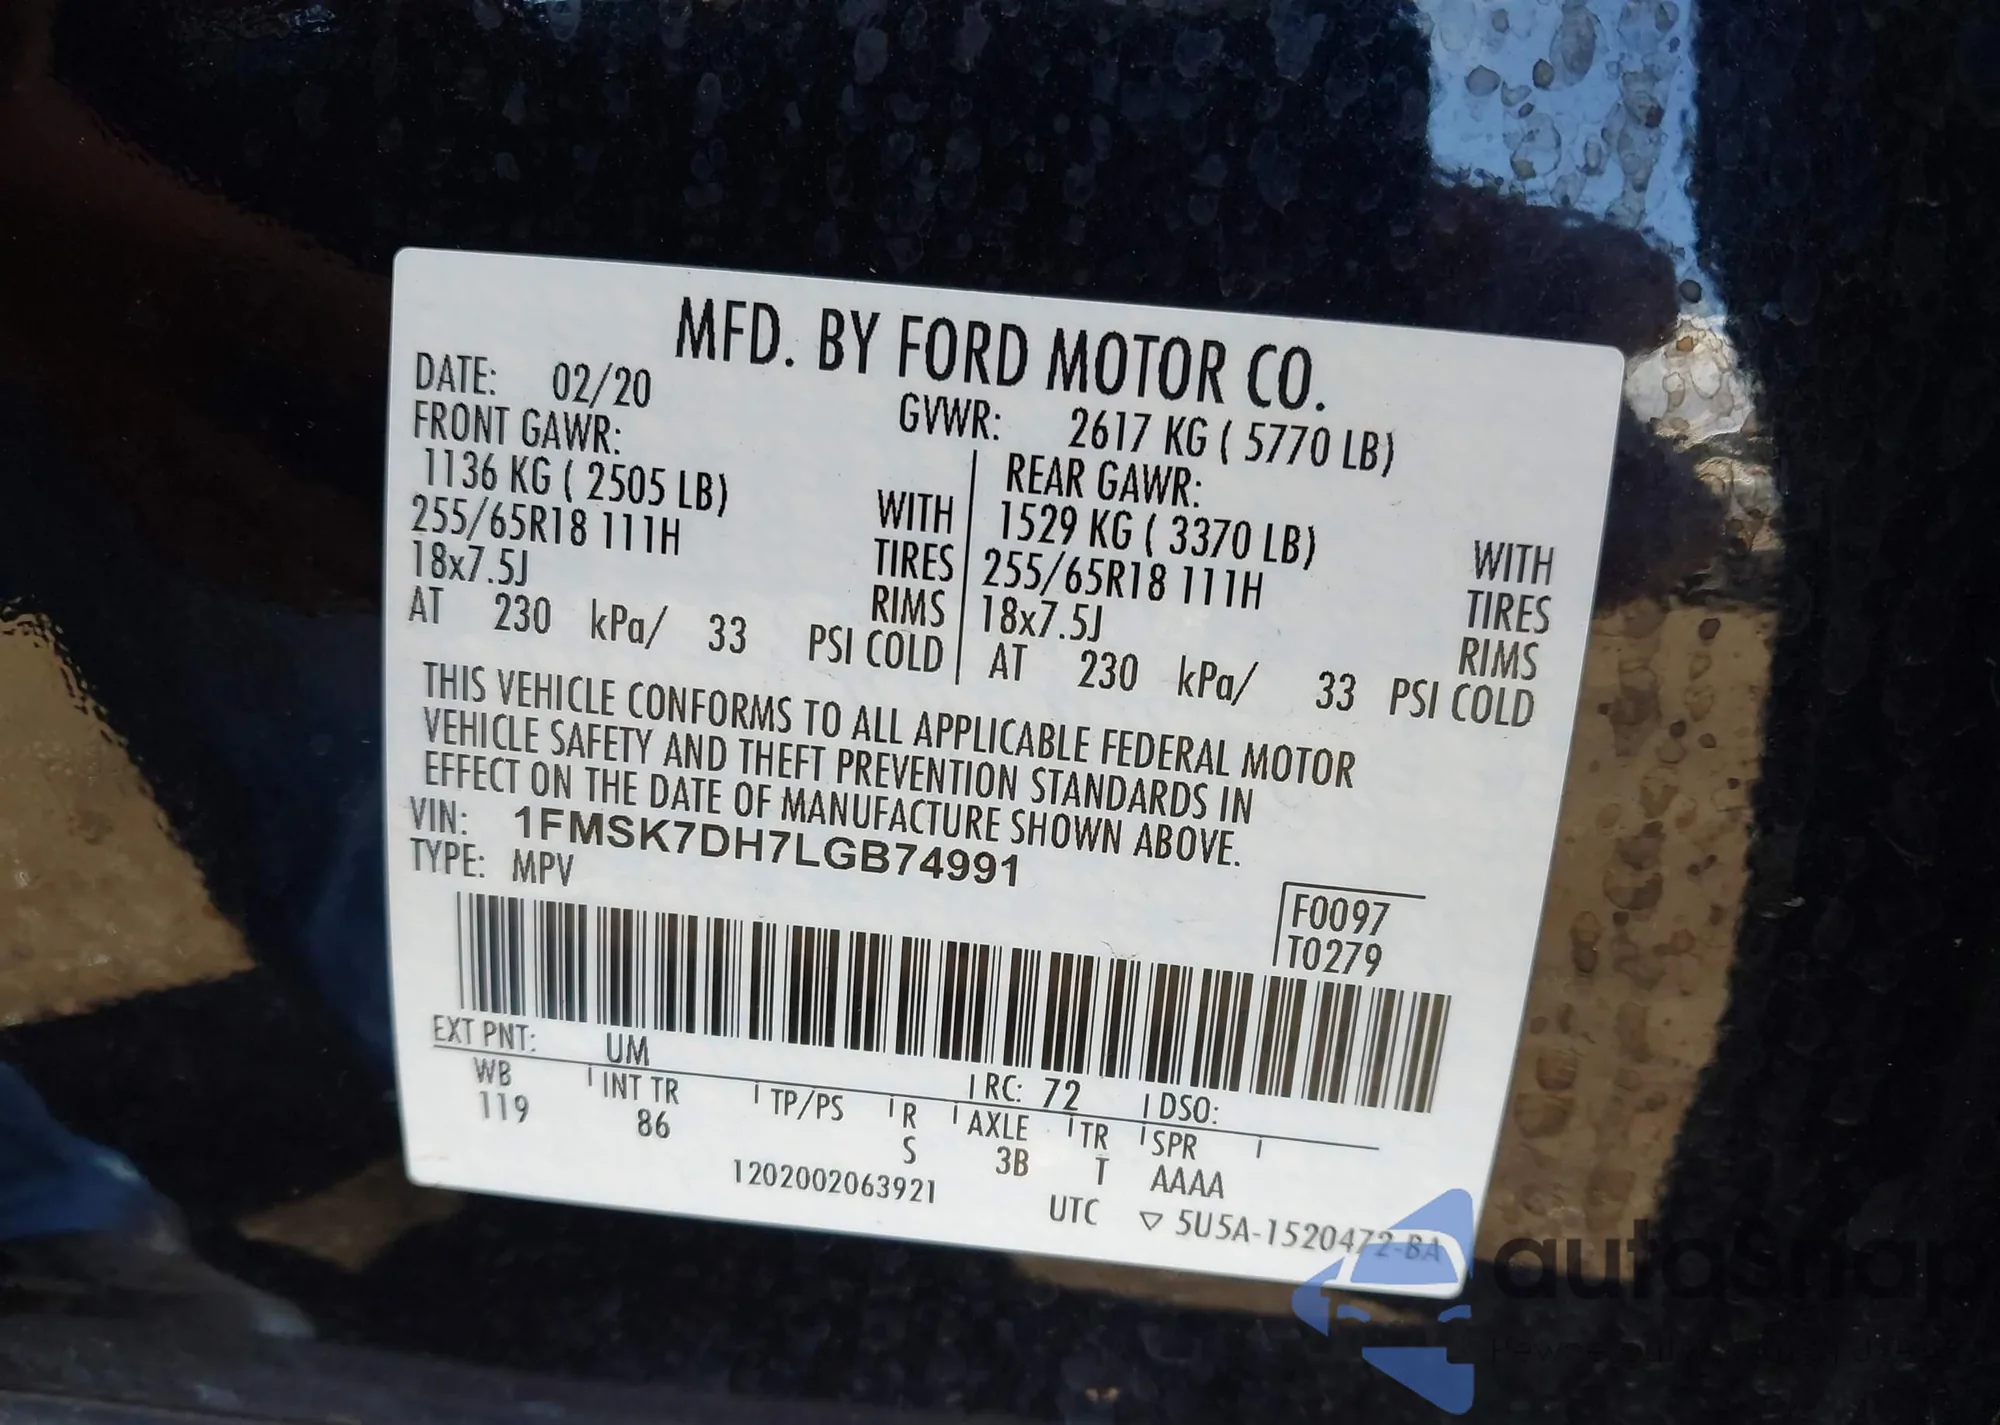 MFD. BY FORD MOTOR CO.
DATE: 02/20
GVWR: 2617 KG ( 5770 LB)
FRONT GAWR:
1136 KG ( 2505 LB) WITH
255/65R18 111H TIRES
18x7.5J RIMS
AT 230 kPa/ 33 PSI COLD
REAR GAWR:
1529 KG ( 3370 LB) WITH
255/65R18 111H TIRES
18x7.5J RIMS
AT 230 kPa/ 33 PSI COLD
THIS VEHICLE CONFORMS TO ALL APPLICABLE FEDERAL MOTOR
VEHICLE SAFETY AND THEFT PREVENTION STANDARDS IN
EFFECT ON THE DATE OF MANUFACTURE SHOWN ABOVE.
VIN: 1FMSK7DH7LGB74991
TYPE: MPV
F0097
T0279
EXT PNT: UM RC: 72 DSO:
WB INT TR TP/PS R AXLE TR SPR
119 86 S 3B T AAAA
1202002063921
UTC ▽ 5U5A-1520472-BA
autosnap